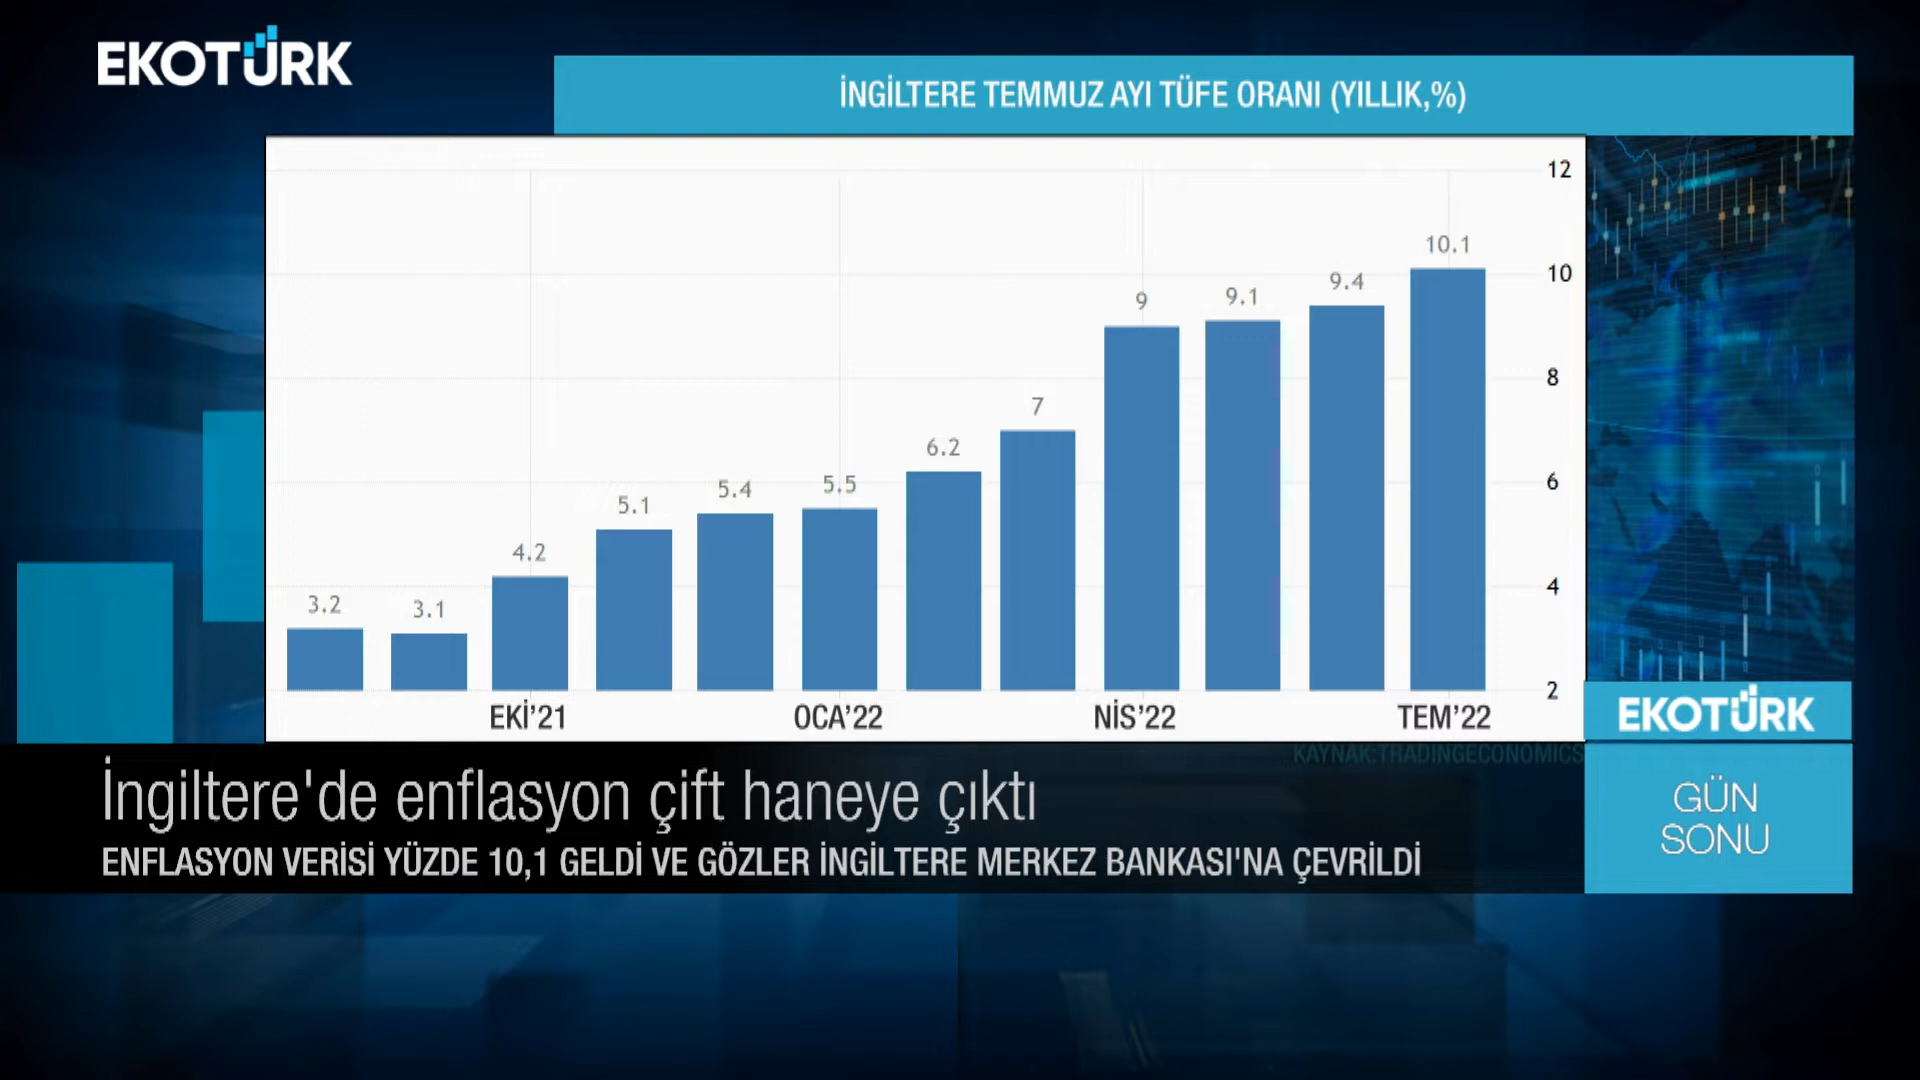 EKOTÜRK
İNGİLTERE TEMMUZ AYI TÜFE ORANI (YILLIK,%)
12
10
8
6
4
2
3.2
3.1
4.2
5.1
5.4
5.5
6.2
7
9
9.1
9.4
10.1
EKİ’21
OCA’22
NİS’22
TEM’22
EKOTÜRK
KAYNAK:TRADINGECONOMICS
İngiltere'de enflasyon çift haneye çıktı
ENFLASYON VERİSİ YÜZDE 10,1 GELDİ VE GÖZLER İNGİLTERE MERKEZ BANKASI'NA ÇEVRİLDİ
GÜN
SONU